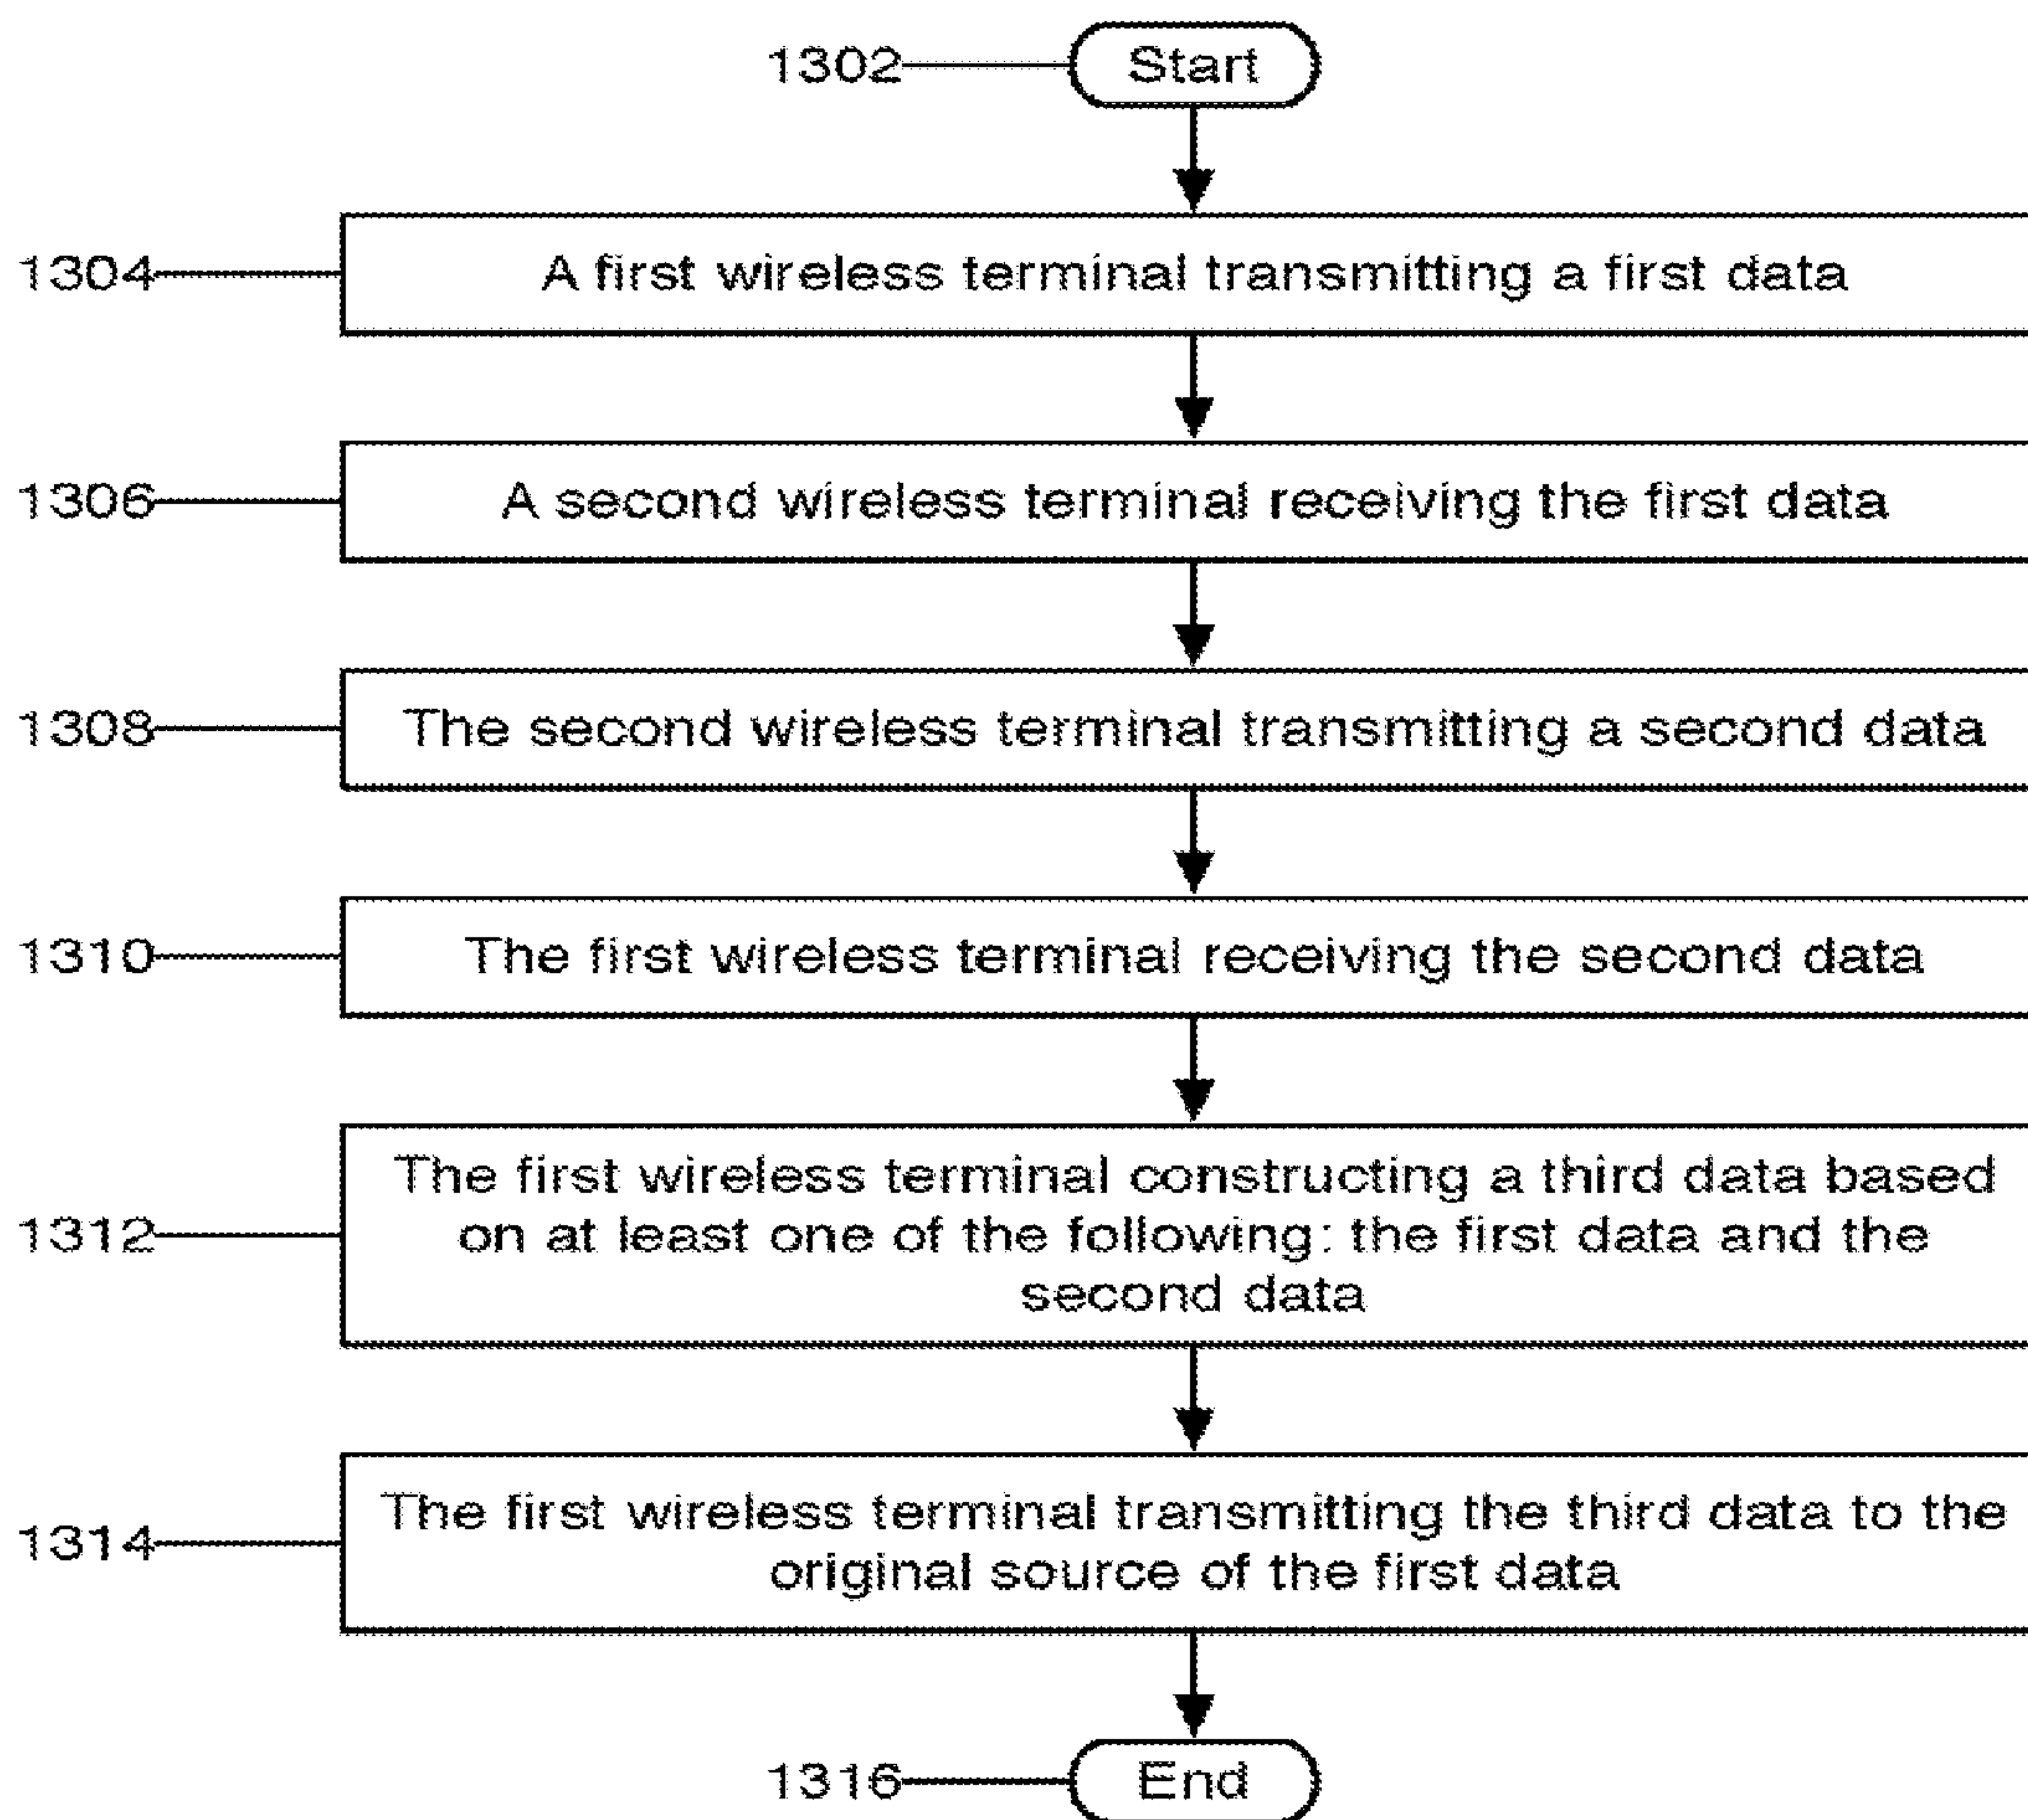 1302 Start
1304 A first wireless terminal transmitting a first data
1306 A second wireless terminal receiving the first data
1308 The second wireless terminal transmitting a second data
1310 The first wireless terminal receiving the second data
The first wireless terminal constructing a third data based
1312 on at least one of the following: the first data and the
second data
The first wireless terminal transmitting the third data to the
1314
original source of the first data
1316 End